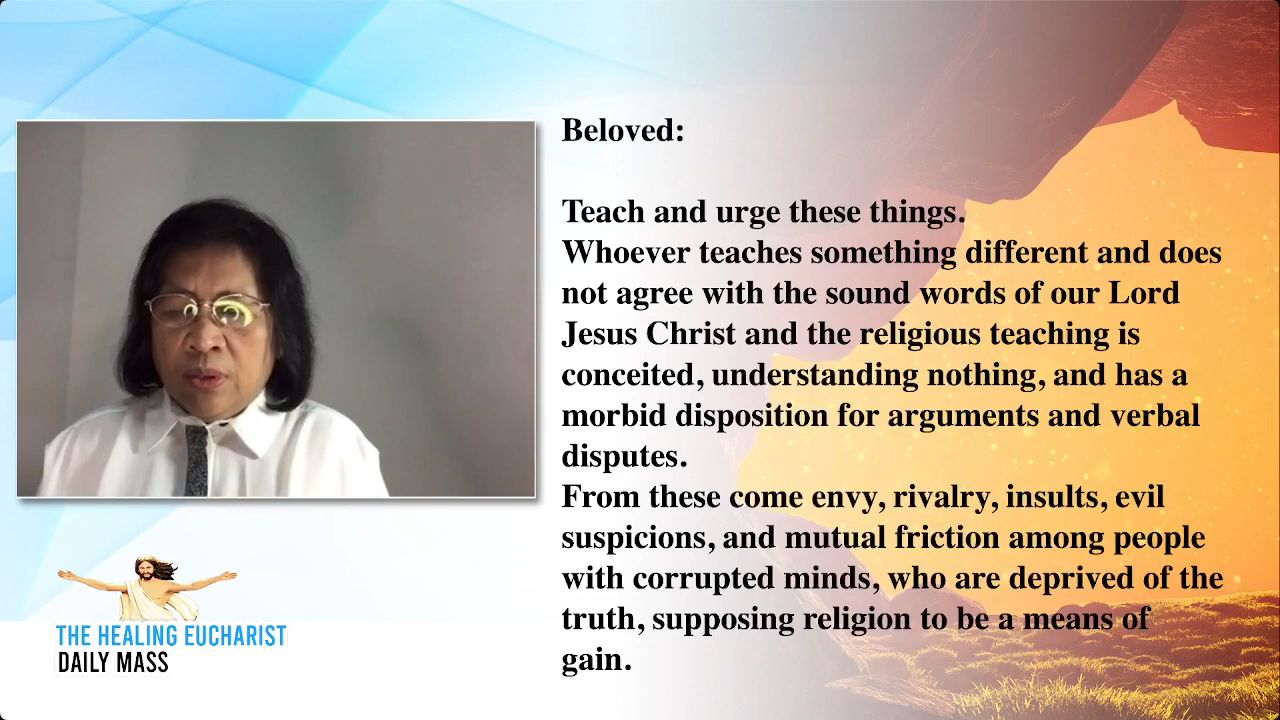 Beloved:
Teach and urge these things.
Whoever teaches something different and does
not agree with the sound words of our Lord
Jesus Christ and the religious teaching is
conceited, understanding nothing, and has a
morbid disposition for arguments and verbal
disputes.
From these come envy, rivalry, insults, evil
suspicions, and mutual friction among people
with corrupted minds, who are deprived of the
truth, supposing religion to be a means of
gain.
THE HEALING EUCHARIST
DAILY MASS